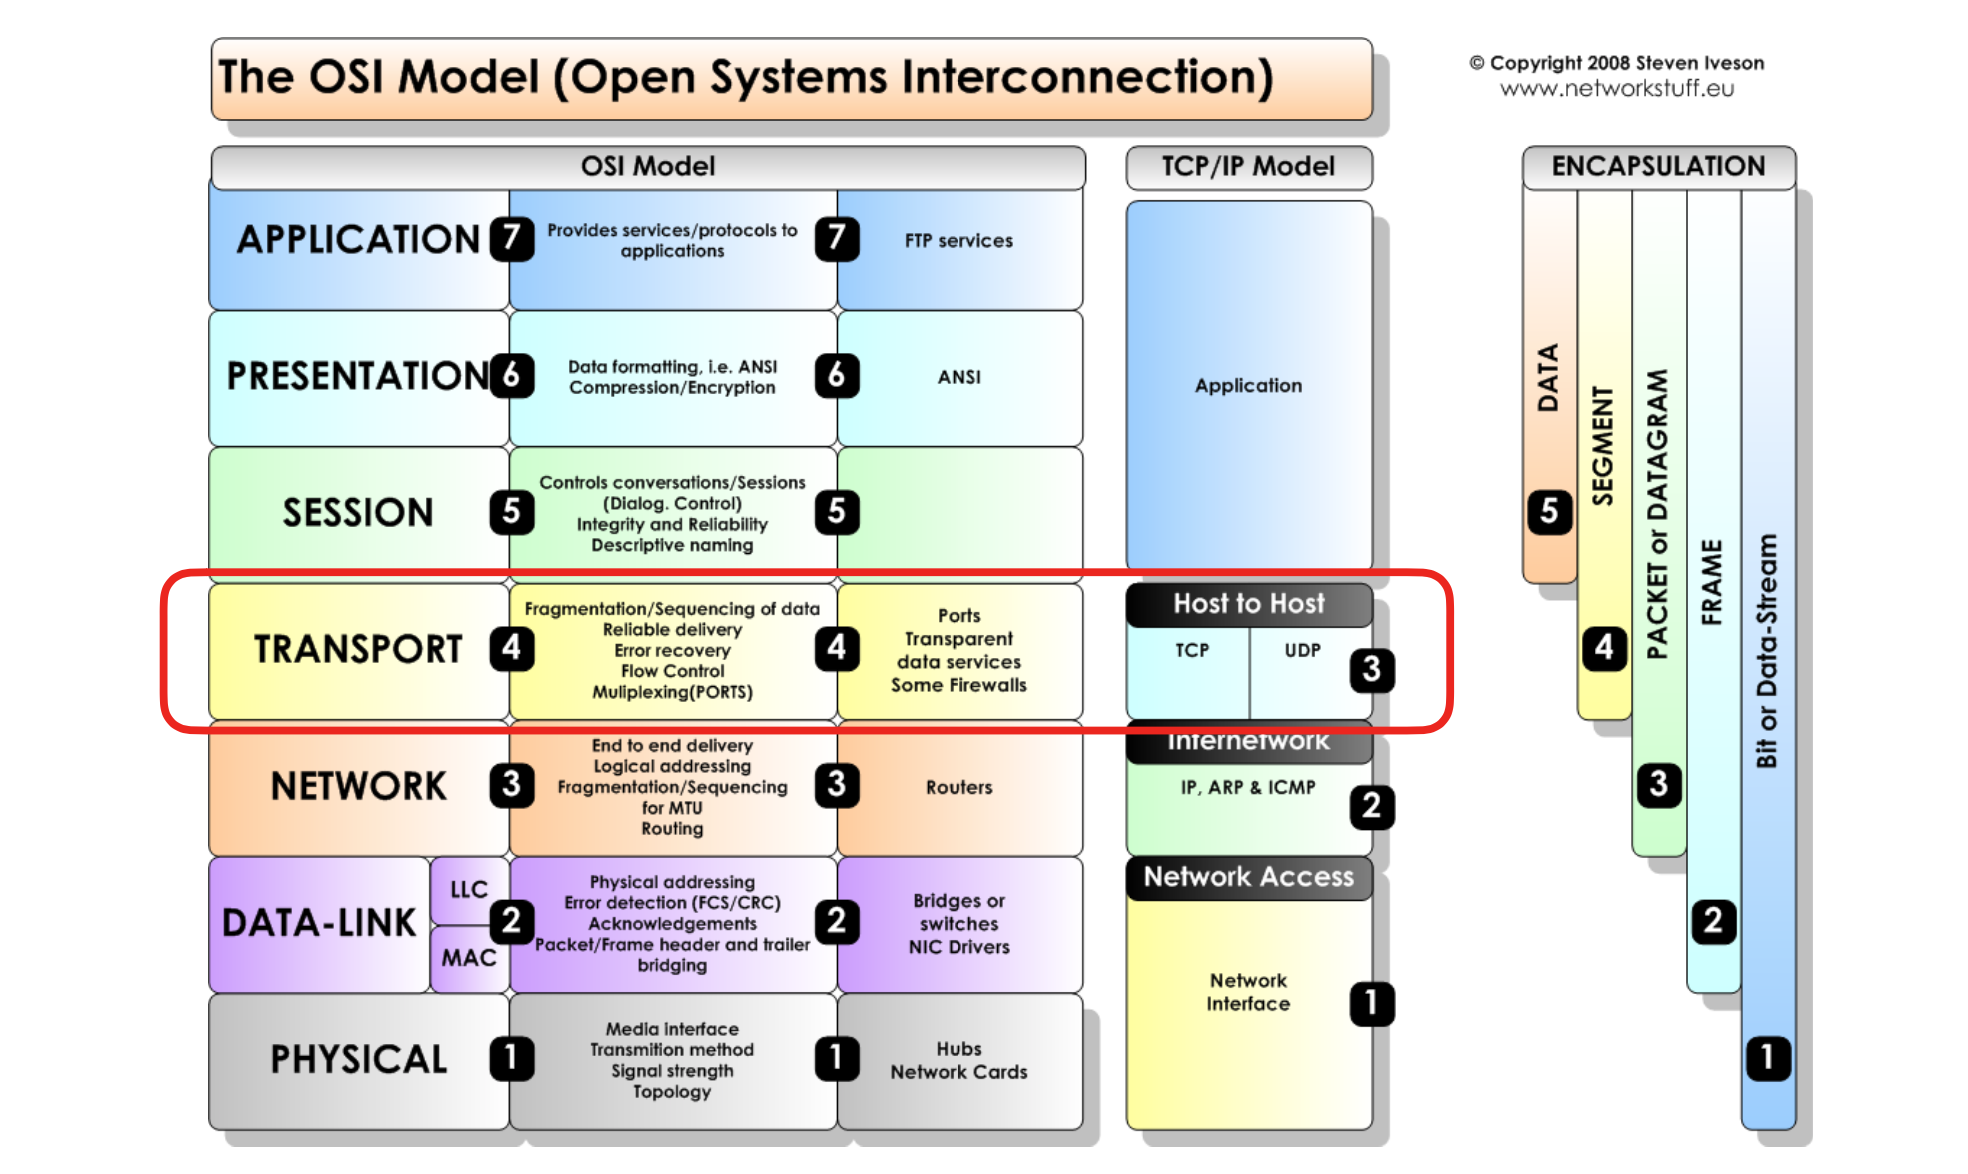 The OSI Model (Open Systems Interconnection)
© Copyright 2008 Steven Iveson
www.networkstuff.eu
OSI Model
TCP/IP Model
ENCAPSULATION
APPLICATION
7
Provides services/protocols to
applications
7
FTP services
PRESENTATION
6
Data formatting, i.e. ANSI
Compression/Encryption
6
ANSI
SESSION
5
Controls conversations/Sessions
(Dialog. Control)
Integrity and Reliability
Descriptive naming
5
TRANSPORT
4
Fragmentation/Sequencing of data
Reliable delivery
Error recovery
Flow Control
Muliplexing(PORTS)
4
Ports
Transparent
data services
Some Firewalls
NETWORK
3
End to end delivery
Logical addressing
Fragmentation/Sequencing
for MTU
Routing
3
Routers
DATA-LINK
LLC
MAC
2
Physical addressing
Error detection (FCS/CRC)
Acknowledgements
Packet/Frame header and trailer
bridging
2
Bridges or
switches
NIC Drivers
PHYSICAL
1
Media interface
Transmition method
Signal strength
Topology
1
Hubs
Network Cards
Application
Host to Host
TCP
UDP
3
Internetwork
IP, ARP & ICMP
2
Network Access
Network
Interface
1
DATA
5
SEGMENT
4
PACKET or DATAGRAM
3
FRAME
2
Bit or Data-Stream
1